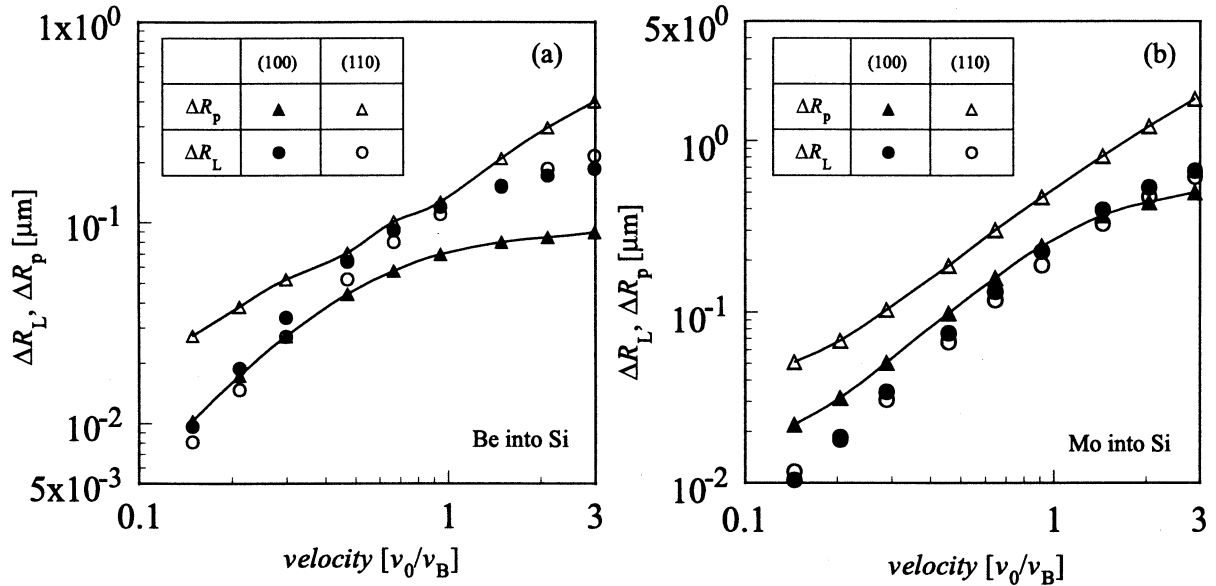 1x10⁰
(a)
(100) (110)
ΔR_p ▲ △
ΔR_L ● ○
10⁻¹
10⁻²
5x10⁻³
ΔR_L, ΔR_p [μm]
Be into Si
0.1 1 3
velocity [v₀/v_B]
5x10⁰
(b)
(100) (110)
ΔR_p ▲ △
ΔR_L ● ○
10⁰
10⁻¹
10⁻²
ΔR_L, ΔR_p [μm]
Mo into Si
0.1 1 3
velocity [v₀/v_B]